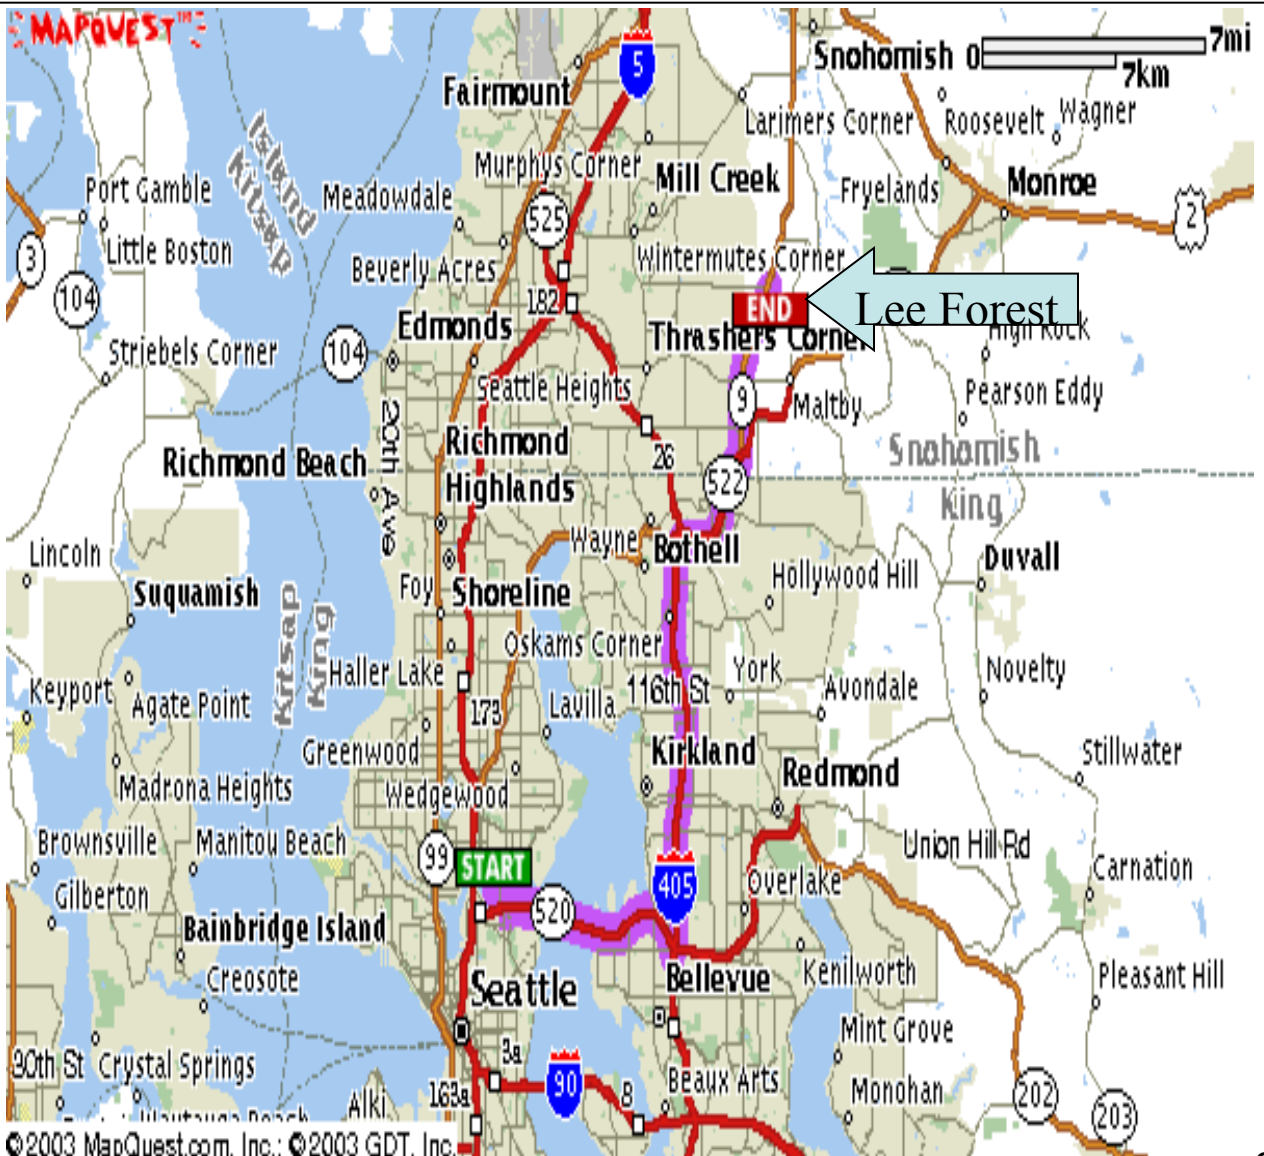 MAPQUEST
5
Snohomish 0
7mi
7km
Fairmount
Larimers Corner
Roosevelt
Wagner
Murphys Corner
Mill Creek
Fryelands
Monroe
Port Gamble
Island
Kitsap
Meadowdale
525
2
3
Little Boston
Wintermutes Corner
104
Beverly Acres
182
END
Lee Forest
Edmonds
Thrashers Corner
High Rock
Striebels Corner
104
Seattle Heights
9
Maltby
Pearson Eddy
20th Ave
Richmond
Highlands
Richmond Beach
26
522
Snohomish
King
Wayne
Bothell
Lincoln
Duvall
Suquamish
Kitsap
King
Foy
Shoreline
Hollywood Hill
Oskams Corner
Haller Lake
York
Novelty
Keyport
Agate Point
116th St
Avondale
173
Lavilla
Greenwood
Kirkland
Stillwater
Madrona Heights
Wedgewood
Redmond
Brownsville
Manitou Beach
99
START
405
Union Hill Rd
Carnation
Gilberton
Overlake
520
Bainbridge Island
Creosote
Seattle
Bellevue
Kenilworth
Pleasant Hill
Mint Grove
30th St
Crystal Springs
3a
90
8
Beaux Arts
Monohan
163a
Alki
202
203
©2003 MapQuest.com, Inc.; ©2003 GDT, Inc.